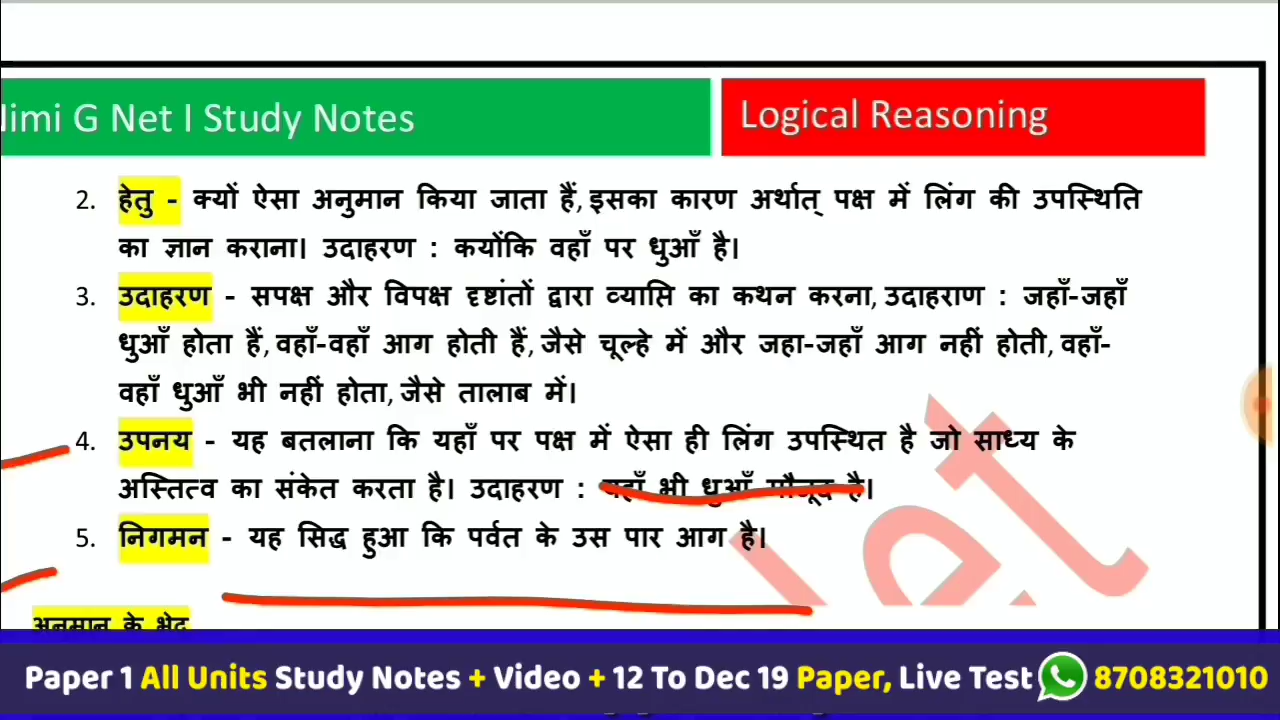 imi G Net I Study Notes
Logical Reasoning
2. हेतु - क्यों ऐसा अनुमान किया जाता हैं, इसका कारण अर्थात् पक्ष में लिंग की उपस्थिति
का ज्ञान कराना। उदाहरण : कयोंकि वहाँ पर धुआँ है।
3. उदाहरण - सपक्ष और विपक्ष दृष्टांतों द्वारा व्याप्ति का कथन करना, उदाहराण : जहाँ-जहाँ
धुआँ होता हैं, वहाँ-वहाँ आग होती हैं, जैसे चूल्हे में और जहा-जहाँ आग नहीं होती, वहाँ-
वहाँ धुआँ भी नहीं होता, जैसे तालाब में।
4. उपनय - यह बतलाना कि यहाँ पर पक्ष में ऐसा ही लिंग उपस्थित है जो साध्य के
अस्तित्व का संकेत करता है। उदाहरण : यहाँ भी धुआँ मौजूद है।
5. निगमन - यह सिद्ध हुआ कि पर्वत के उस पार आग है।
अनुमान के भेद
Paper 1 All Units Study Notes + Video + 12 To Dec 19 Paper, Live Test 8708321010